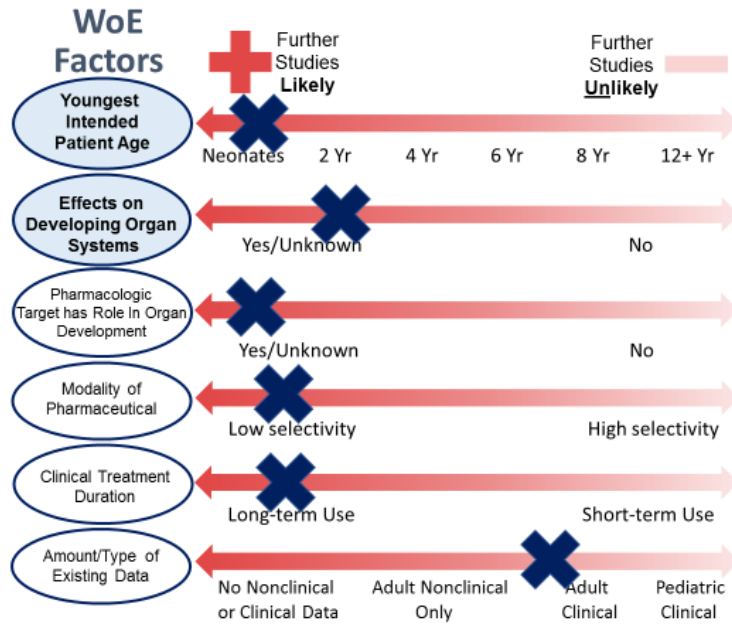 WoE
Factors
Further
Studies
Likely
Further
Studies
Unlikely
Youngest
Intended
Patient Age
Neonates 2 Yr 4 Yr 6 Yr 8 Yr 12+ Yr
Effects on
Developing Organ
Systems
Yes/Unknown No
Pharmacologic
Target has Role In Organ
Development
Yes/Unknown No
Modality of
Pharmaceutical
Low selectivity High selectivity
Clinical Treatment
Duration
Long-term Use Short-term Use
Amount/Type of
Existing Data
No Nonclinical
or Clinical Data
Adult Nonclinical
Only
Adult
Clinical
Pediatric
Clinical